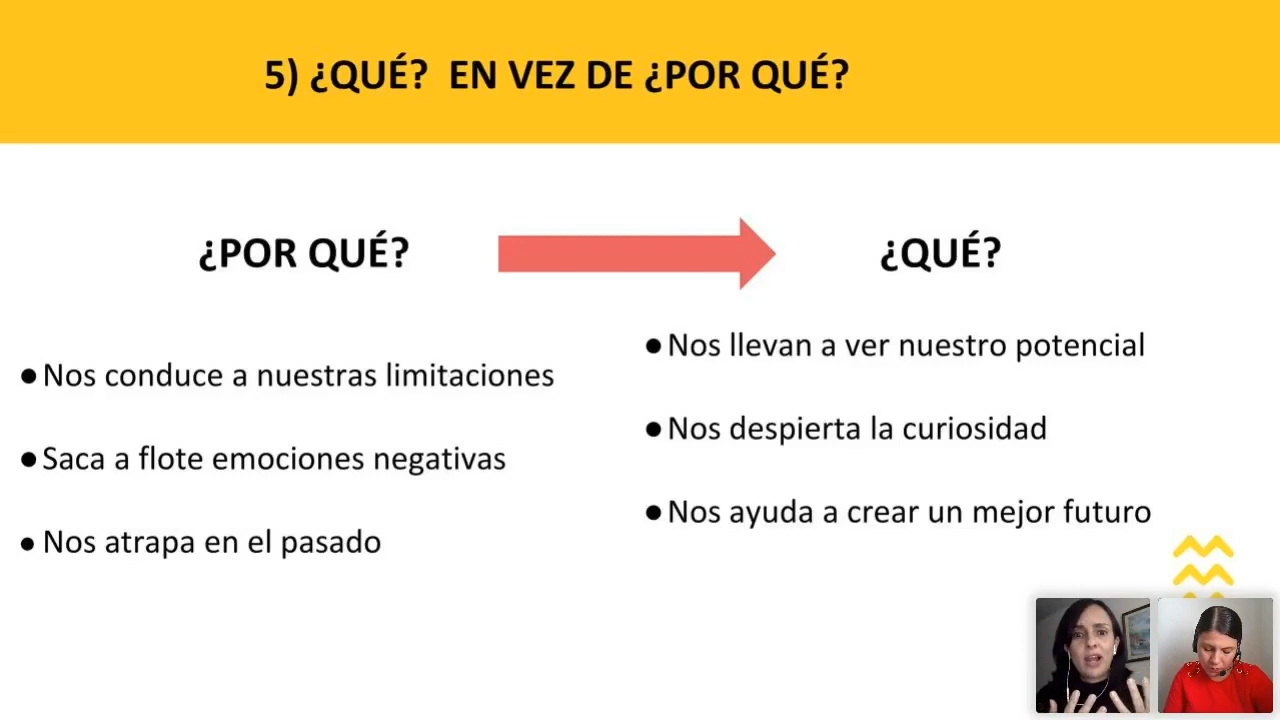 5) ¿QUÉ?  EN VEZ DE ¿POR QUÉ?
¿POR QUÉ?
●Nos conduce a nuestras limitaciones
●Saca a flote emociones negativas
●Nos atrapa en el pasado
¿QUÉ?
●Nos llevan a ver nuestro potencial
●Nos despierta la curiosidad
●Nos ayuda a crear un mejor futuro